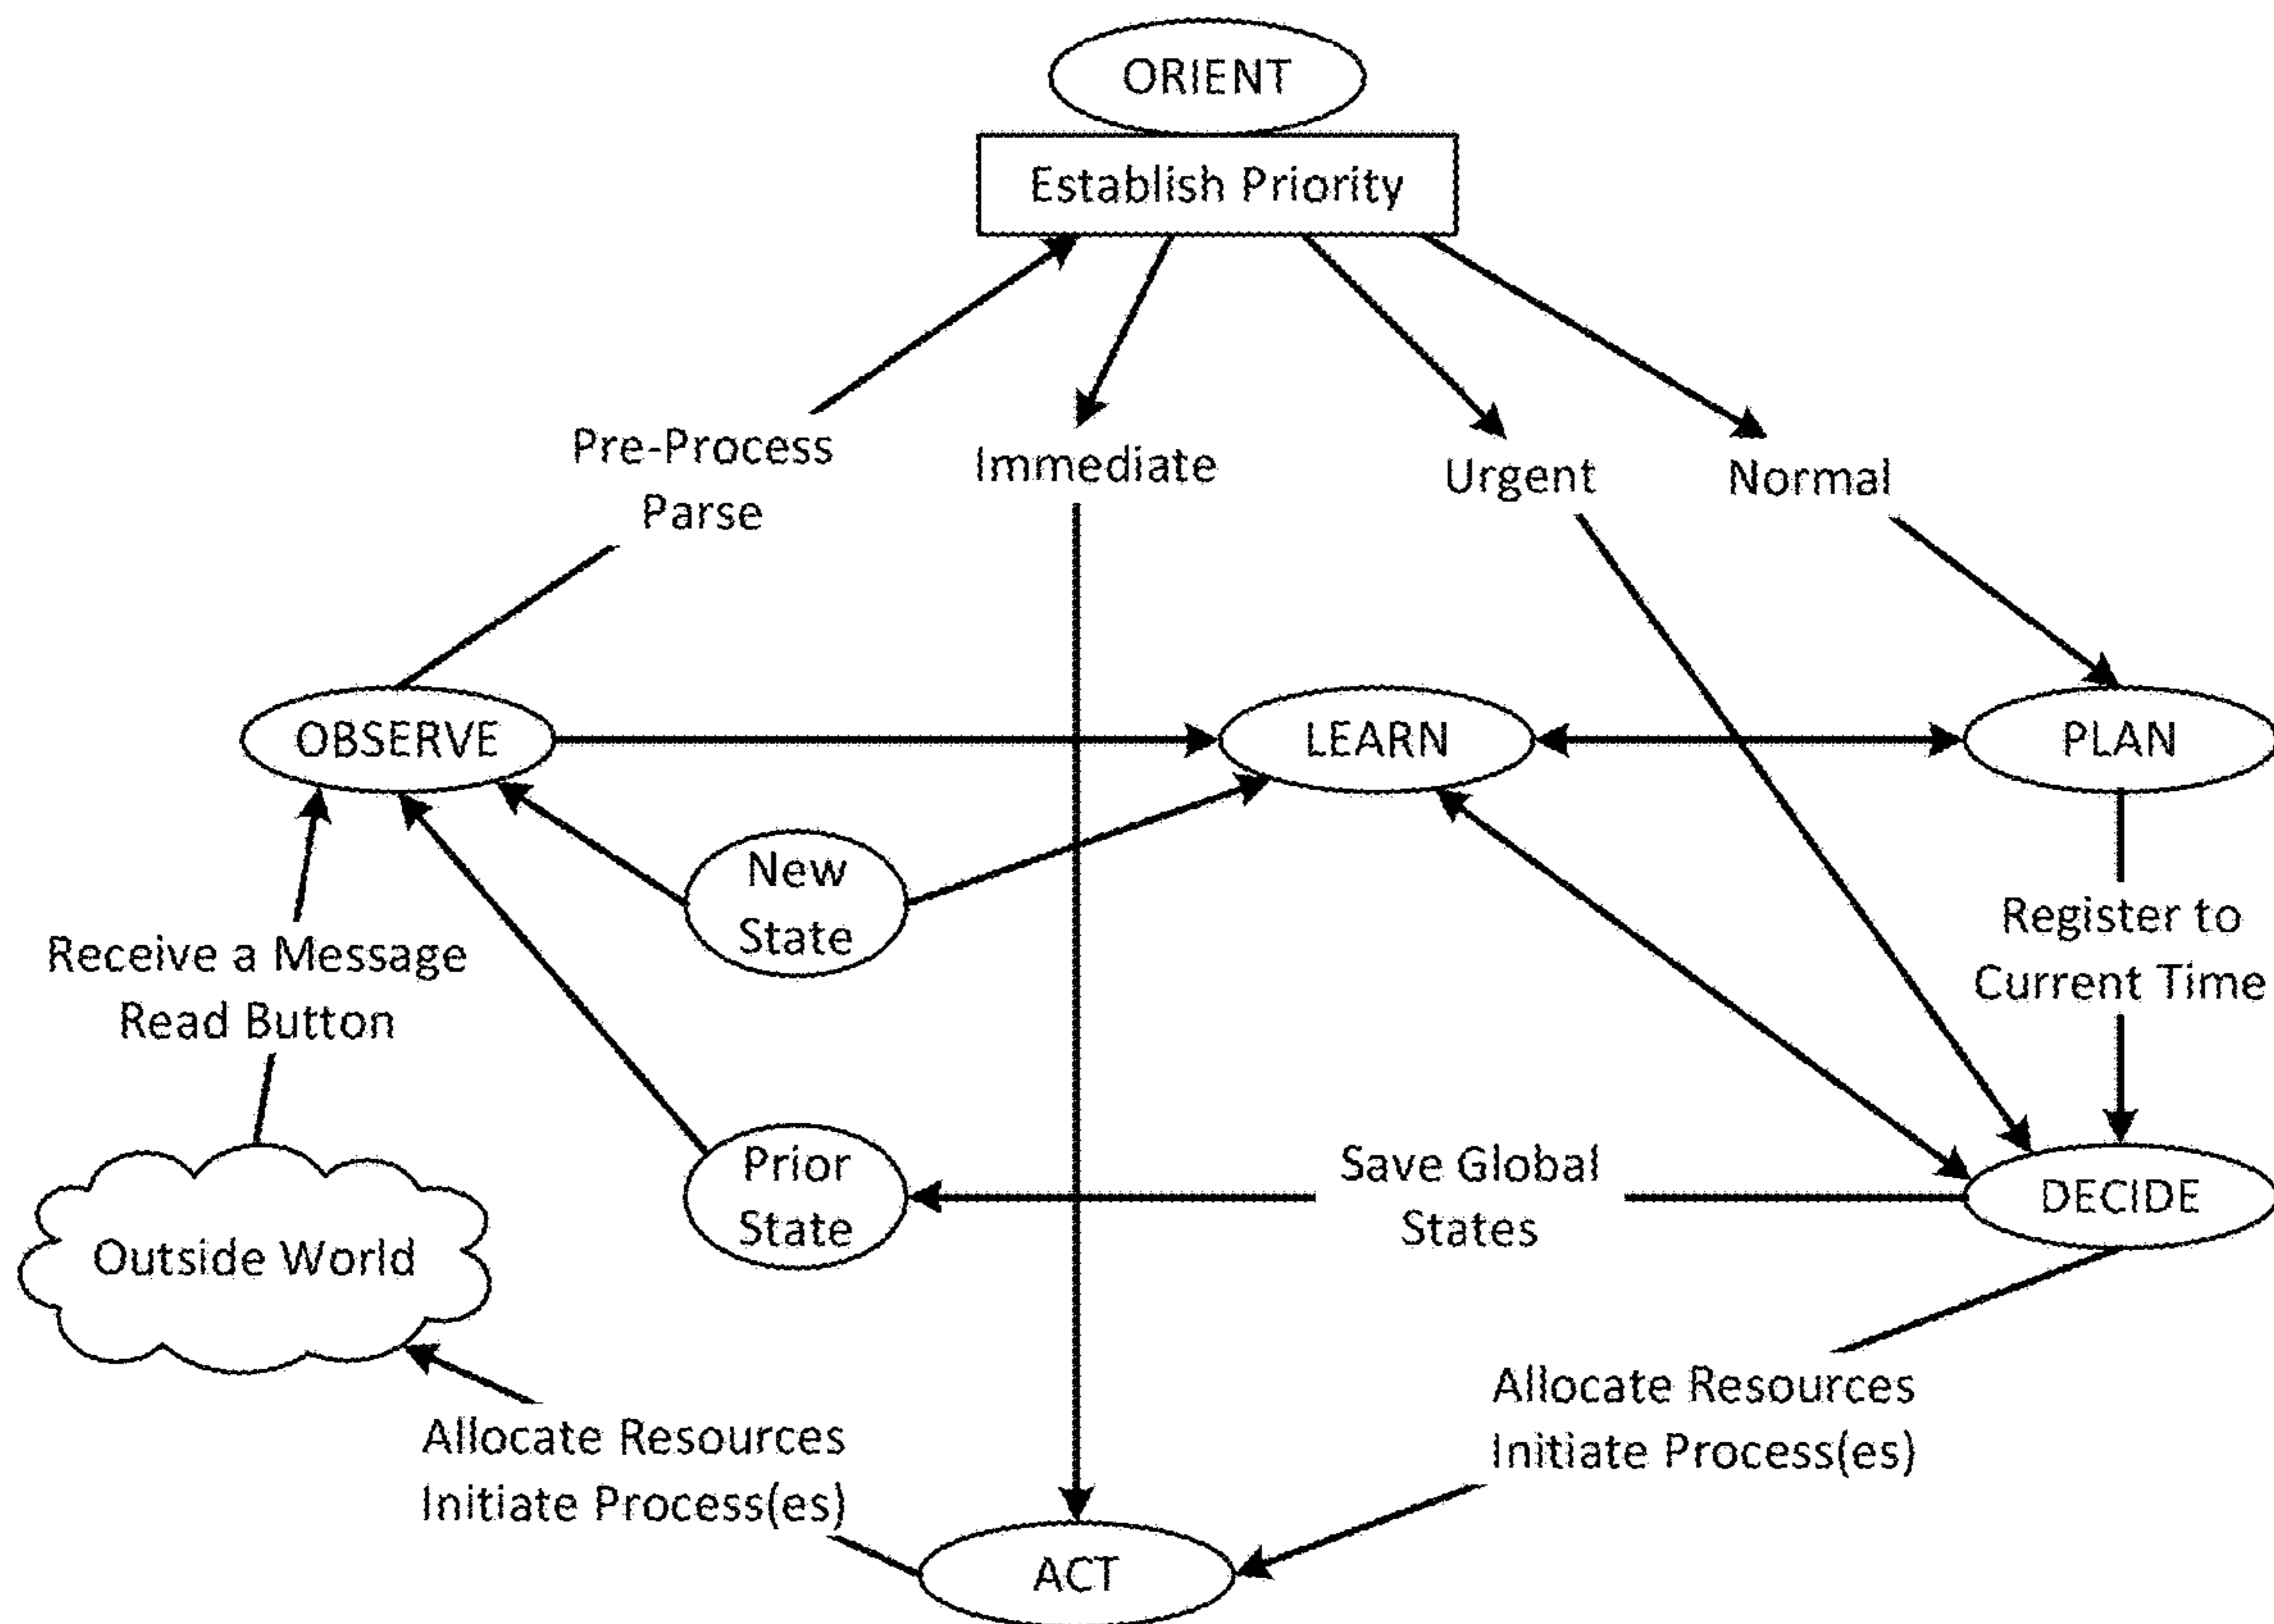 ORIENT
Establish Priority
Pre-Process
Parse
Immediate
Urgent
Normal
OBSERVE
LEARN
PLAN
New
State
Register to
Current Time
Receive a Message
Read Button
Prior
State
Save Global
States
DECIDE
Outside World
Allocate Resources
Initiate Process(es)
Allocate Resources
Initiate Process(es)
ACT